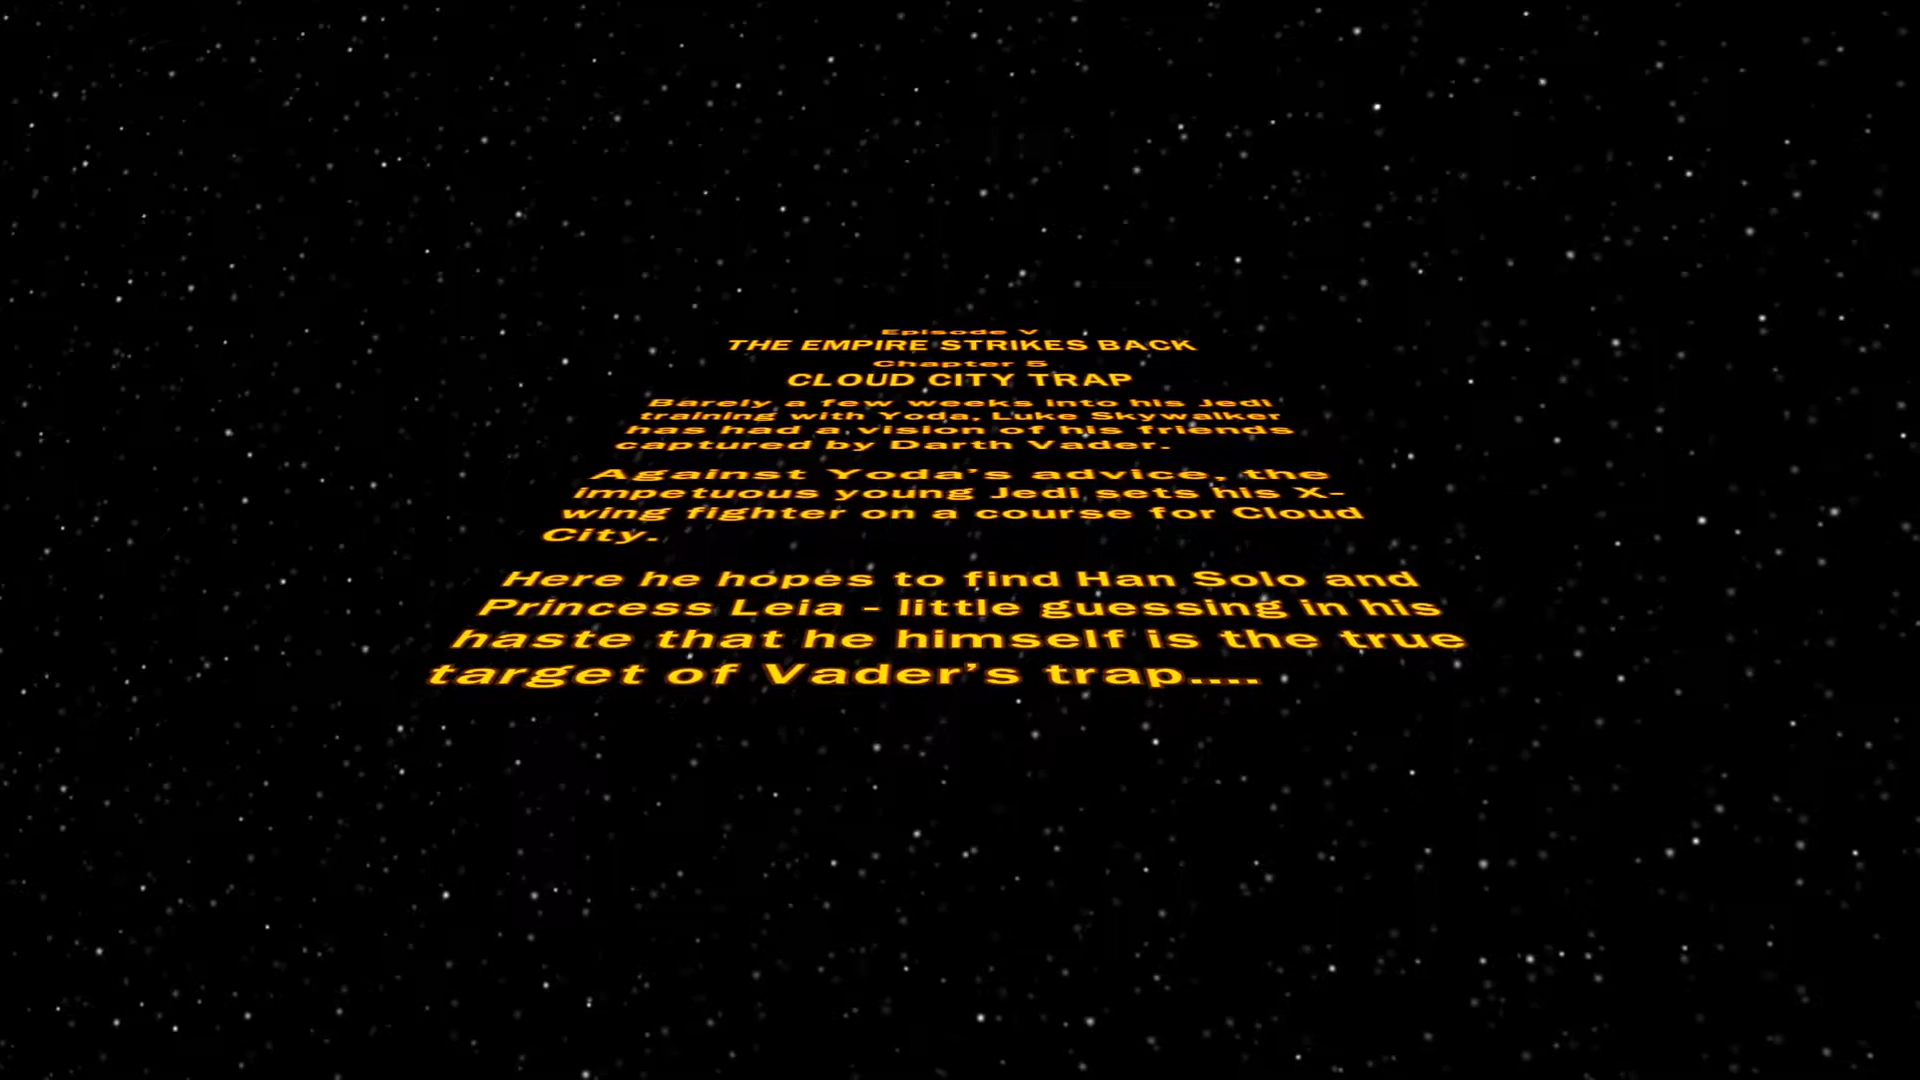 Episode V
THE EMPIRE STRIKES BACK
Chapter 5
CLOUD CITY TRAP
Barely a few weeks into his Jedi
training with Yoda, Luke Skywalker
has had a vision of his friends
captured by Darth Vader.
Against Yoda's advice, the
impetuous young Jedi sets his X-
wing fighter on a course for Cloud
City.
Here he hopes to find Han Solo and
Princess Leia - little guessing in his
haste that he himself is the true
target of Vader's trap....